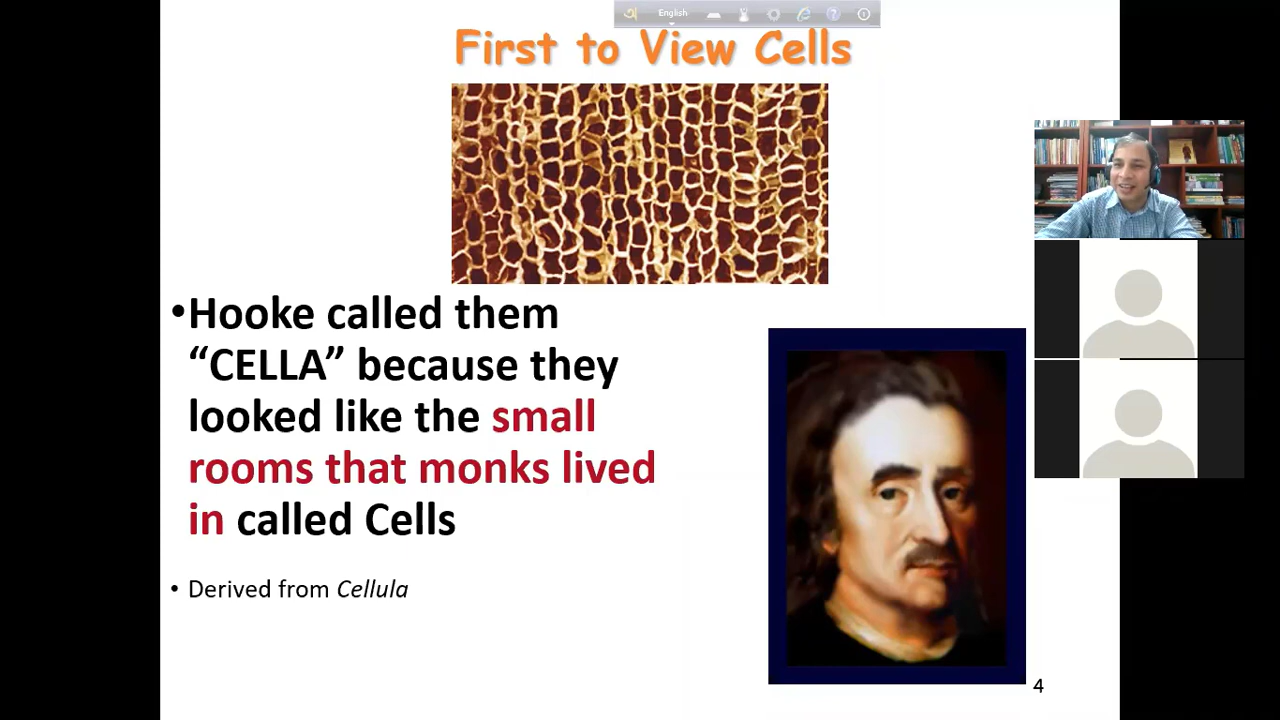 English
First to View Cells
•Hooke called them
“CELLA” because they
looked like the small
rooms that monks lived
in called Cells
• Derived from Cellula
4